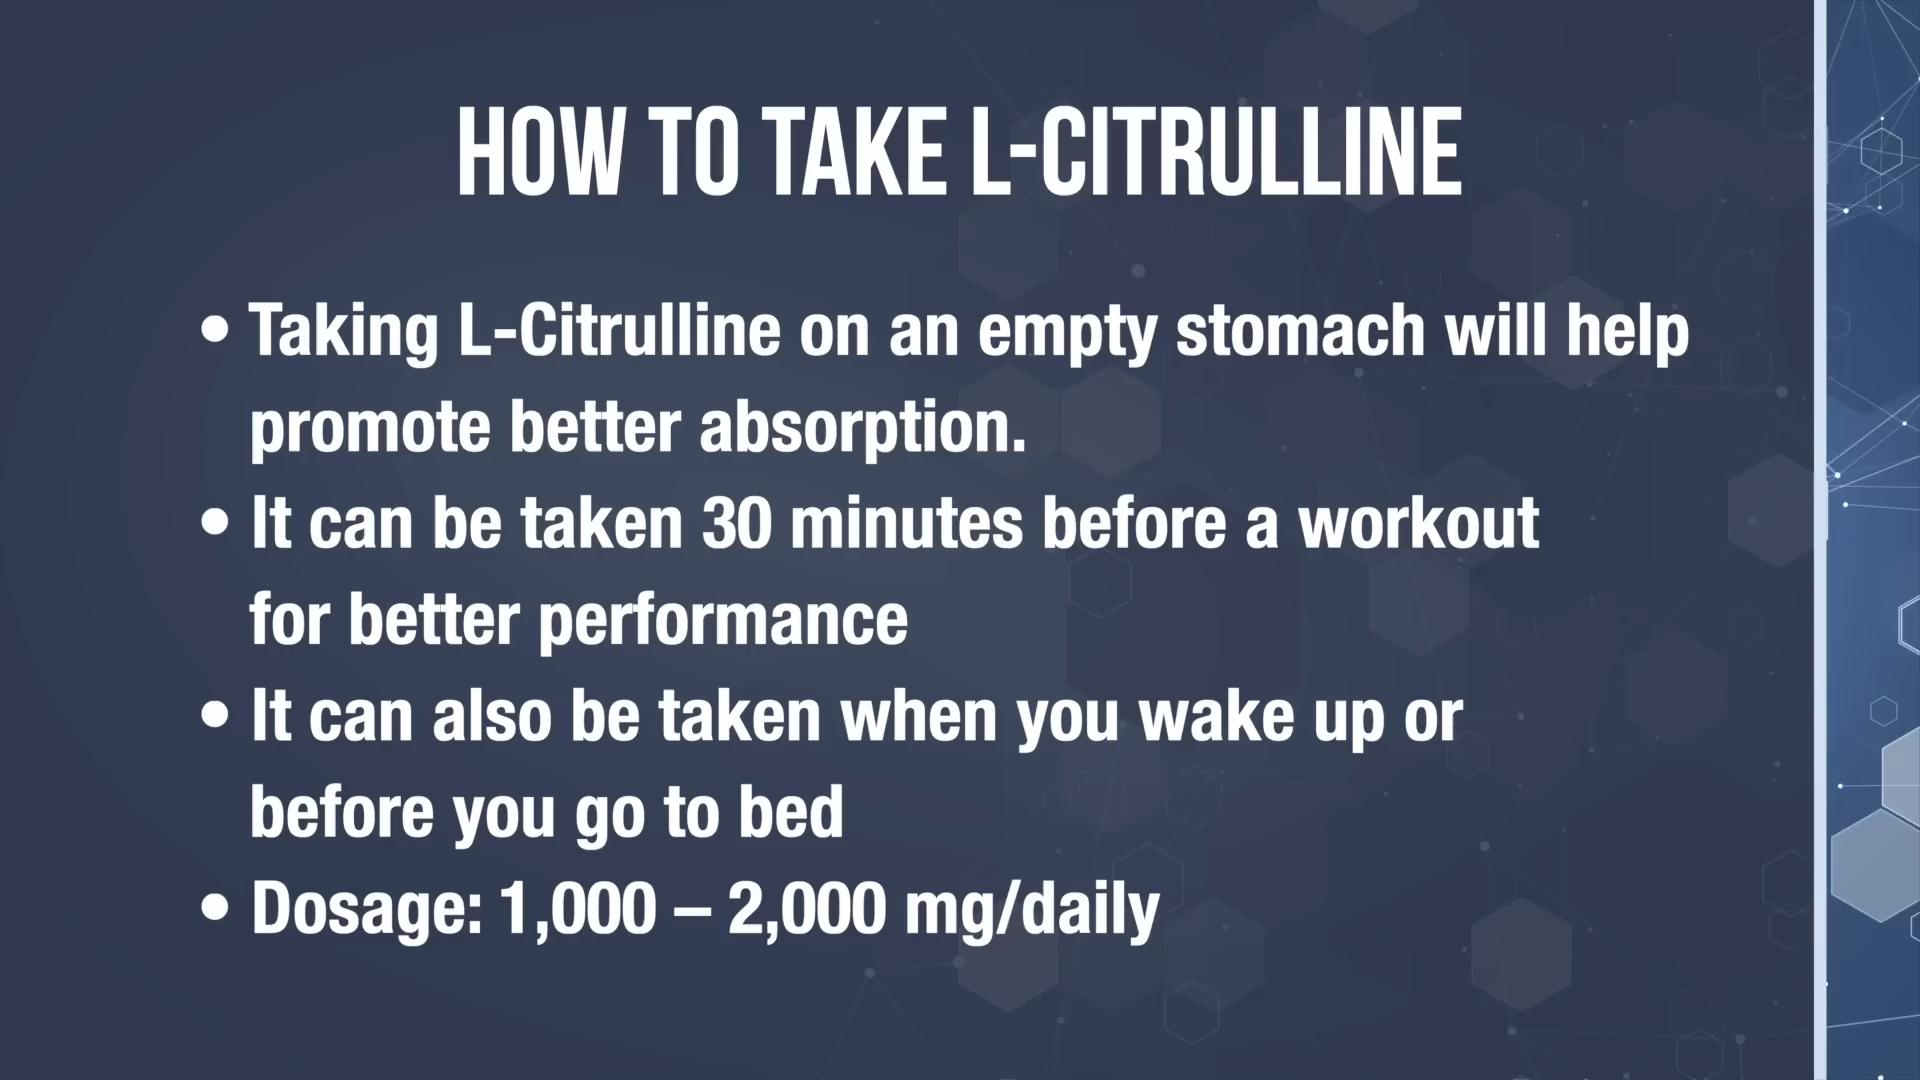 HOW TO TAKE L-CITRULLINE
• Taking L-Citrulline on an empty stomach will help
promote better absorption.
• It can be taken 30 minutes before a workout
for better performance
• It can also be taken when you wake up or
before you go to bed
• Dosage: 1,000 – 2,000 mg/daily